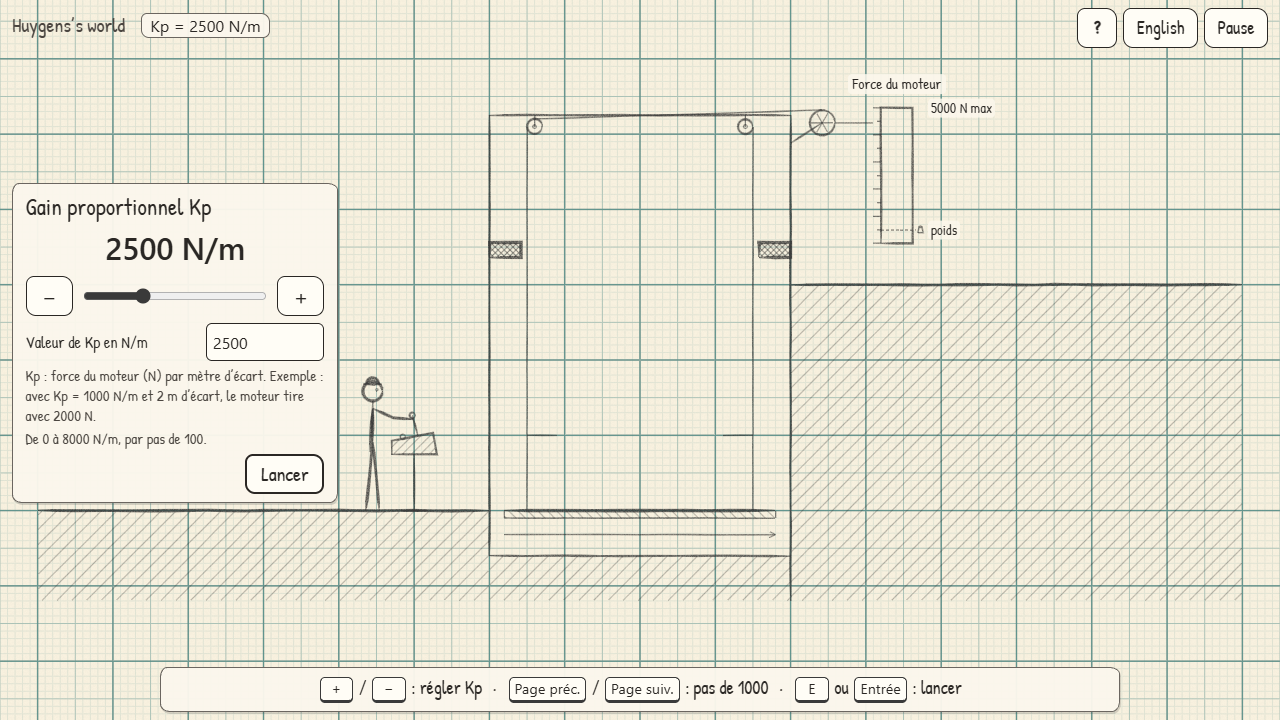 Huygens's world
Kp = 2500 N/m
?
English
Pause
Force du moteur
5000 N max
poids
Gain proportionnel Kp
2500 N/m
−
+
Valeur de Kp en N/m
2500
Kp : force du moteur (N) par mètre d'écart. Exemple :
avec Kp = 1000 N/m et 2 m d'écart, le moteur tire
avec 2000 N.
De 0 à 8000 N/m, par pas de 100.
Lancer
+ / − : régler Kp · Page préc. / Page suiv. : pas de 1000 · E ou Entrée : lancer